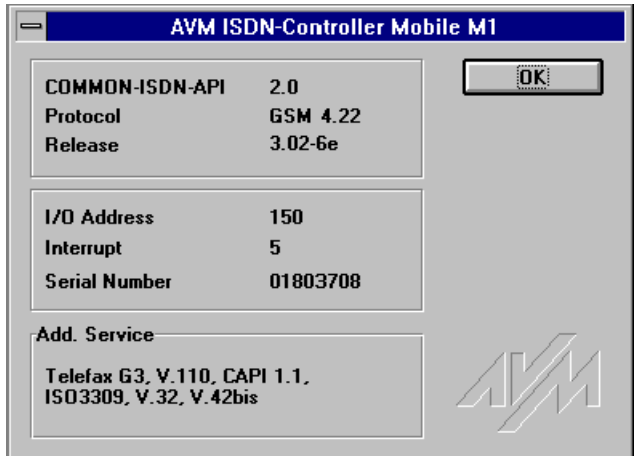 AVM ISDN-Controller Mobile M1
COMMON-ISDN-API 2.0
Protocol GSM 4.22
Release 3.02-6e
OK
I/O Address 150
Interrupt 5
Serial Number 01803708
Add. Service
Telefax G3, V.110, CAPI 1.1,
ISO3309, V.32, V.42bis
AVM